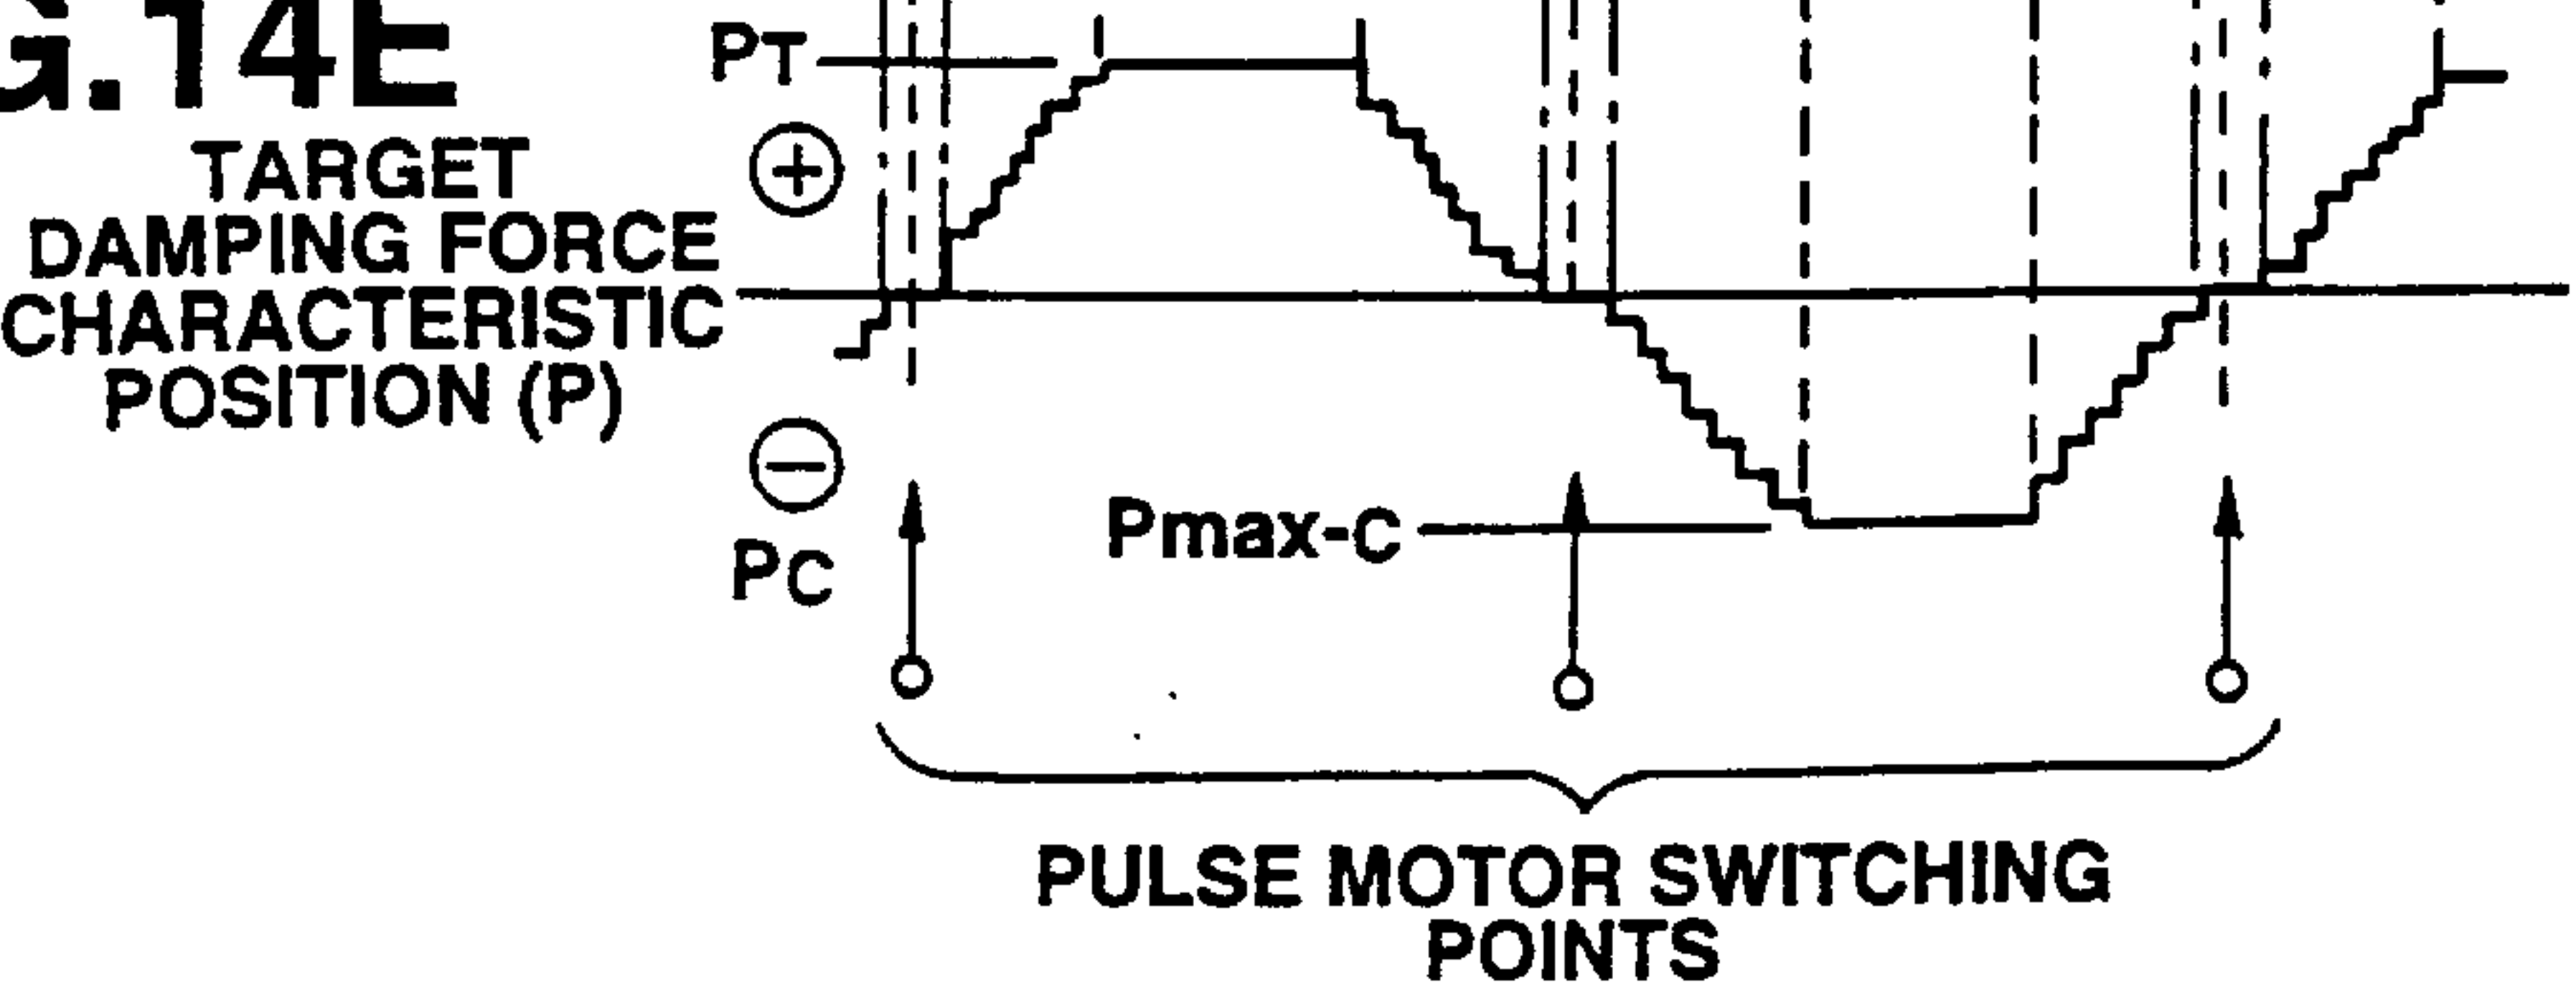 G.14E
PT
+
TARGET
DAMPING FORCE
CHARACTERISTIC
POSITION (P)
−
PC
Pmax-C
PULSE MOTOR SWITCHING
POINTS